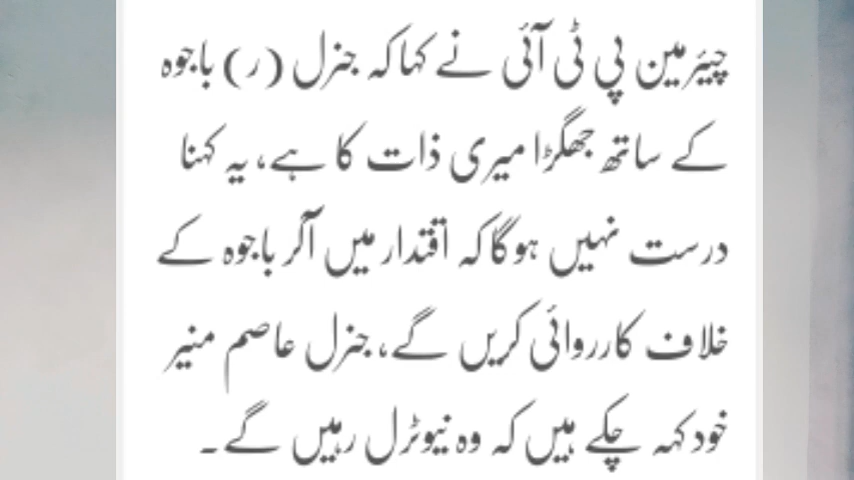 چیئرمین پی ٹی آئی نے کہا کہ جنرل (ر) باجوہ
کے ساتھ جھگڑا میری ذات کا ہے، یہ کہنا
درست نہیں ہوگا کہ اقتدار میں آکر باجوہ کے
خلاف کارروائی کریں گے، جنرل عاصم منیر
خود کہہ چکے ہیں کہ وہ نیوٹرل رہیں گے۔